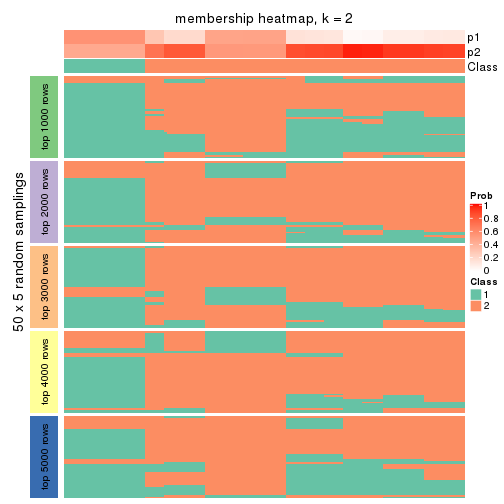 membership heatmap, k = 2
p1
p2
Class
50 x 5 random samplings
top 1000 rows
top 2000 rows
top 3000 rows
top 4000 rows
top 5000 rows
Prob
1
0.8
0.6
0.4
0.2
0
Class
1
2